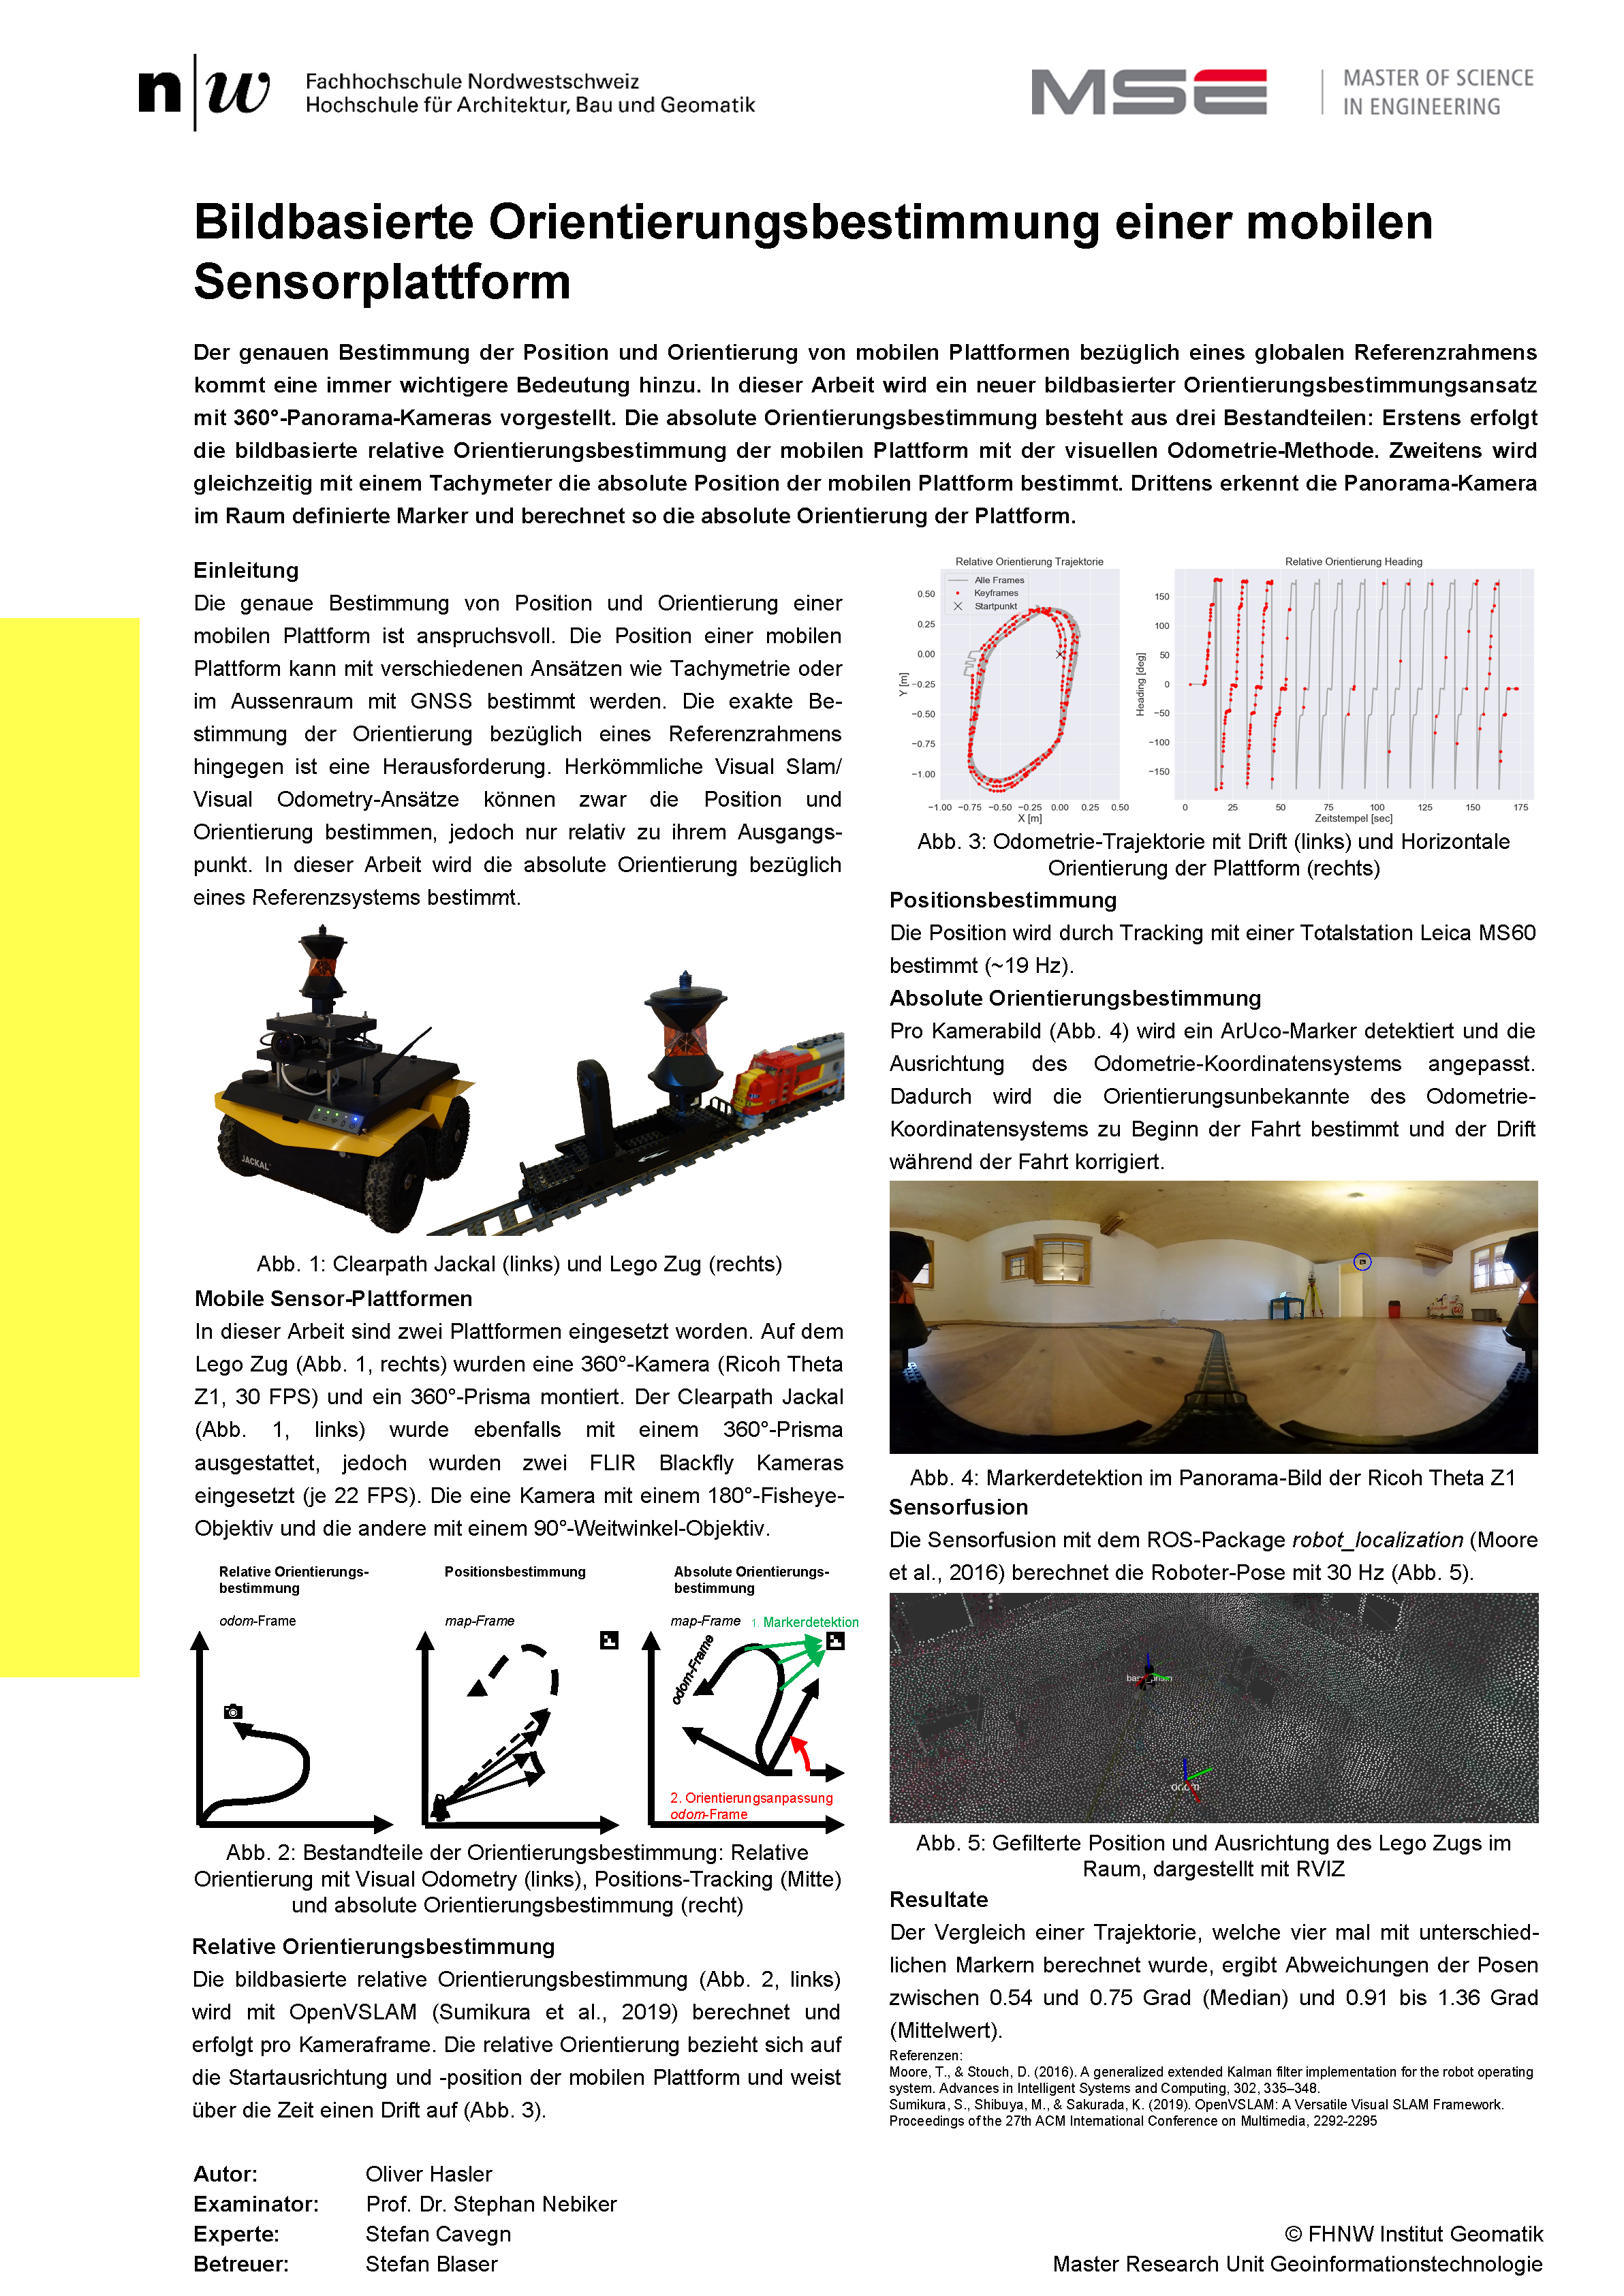 n|w
Fachhochschule Nordwestschweiz
Hochschule für Architektur, Bau und Geomatik
MSE
MASTER OF SCIENCE
IN ENGINEERING
Bildbasierte Orientierungsbestimmung einer mobilen
Sensorplattform
Der genauen Bestimmung der Position und Orientierung von mobilen Plattformen bezüglich eines globalen Referenzrahmens
kommt eine immer wichtigere Bedeutung hinzu. In dieser Arbeit wird ein neuer bildbasierter Orientierungsbestimmungsansatz
mit 360°-Panorama-Kameras vorgestellt. Die absolute Orientierungsbestimmung besteht aus drei Bestandteilen: Erstens erfolgt
die bildbasierte relative Orientierungsbestimmung der mobilen Plattform mit der visuellen Odometrie-Methode. Zweitens wird
gleichzeitig mit einem Tachymeter die absolute Position der mobilen Plattform bestimmt. Drittens erkennt die Panorama-Kamera
im Raum definierte Marker und berechnet so die absolute Orientierung der Plattform.
Einleitung
Die genaue Bestimmung von Position und Orientierung einer
mobilen Plattform ist anspruchsvoll. Die Position einer mobilen
Plattform kann mit verschiedenen Ansätzen wie Tachymetrie oder
im Aussenraum mit GNSS bestimmt werden. Die exakte Be-
stimmung der Orientierung bezüglich eines Referenzrahmens
hingegen ist eine Herausforderung. Herkömmliche Visual Slam/
Visual Odometry-Ansätze können zwar die Position und
Orientierung bestimmen, jedoch nur relativ zu ihrem Ausgangs-
punkt. In dieser Arbeit wird die absolute Orientierung bezüglich
eines Referenzsystems bestimmt.
JACKAL
Abb. 1: Clearpath Jackal (links) und Lego Zug (rechts)
Mobile Sensor-Plattformen
In dieser Arbeit sind zwei Plattformen eingesetzt worden. Auf dem
Lego Zug (Abb. 1, rechts) wurden eine 360°-Kamera (Ricoh Theta
Z1, 30 FPS) und ein 360°-Prisma montiert. Der Clearpath Jackal
(Abb. 1, links) wurde ebenfalls mit einem 360°-Prisma
ausgestattet, jedoch wurden zwei FLIR Blackfly Kameras
eingesetzt (je 22 FPS). Die eine Kamera mit einem 180°-Fisheye-
Objektiv und die andere mit einem 90°-Weitwinkel-Objektiv.
Relative Orientierungs-
bestimmung
odom-Frame
Positionsbestimmung
map-Frame
Absolute Orientierungs-
bestimmung
map-Frame
1. Markerdetektion
odom-Frame
2. Orientierungsanpassung
odom-Frame
Abb. 2: Bestandteile der Orientierungsbestimmung: Relative
Orientierung mit Visual Odometry (links), Positions-Tracking (Mitte)
und absolute Orientierungsbestimmung (recht)
Relative Orientierungsbestimmung
Die bildbasierte relative Orientierungsbestimmung (Abb. 2, links)
wird mit OpenVSLAM (Sumikura et al., 2019) berechnet und
erfolgt pro Kameraframe. Die relative Orientierung bezieht sich auf
die Startausrichtung und -position der mobilen Plattform und weist
über die Zeit einen Drift auf (Abb. 3).
Relative Orientierung Trajektorie
Alle Frames
Keyframes
Startpunkt
0.50
0.25
0.00
−0.25
−0.50
−0.75
−1.00
Y [m]
−1.00 −0.75 −0.50 −0.25 0.00 0.25 0.50
X [m]
Relative Orientierung Heading
150
100
50
0
−50
−100
−150
Heading [deg]
0 25 50 75 100 125 150 175
Zeitstempel [sec]
Abb. 3: Odometrie-Trajektorie mit Drift (links) und Horizontale
Orientierung der Plattform (rechts)
Positionsbestimmung
Die Position wird durch Tracking mit einer Totalstation Leica MS60
bestimmt (~19 Hz).
Absolute Orientierungsbestimmung
Pro Kamerabild (Abb. 4) wird ein ArUco-Marker detektiert und die
Ausrichtung des Odometrie-Koordinatensystems angepasst.
Dadurch wird die Orientierungsunbekannte des Odometrie-
Koordinatensystems zu Beginn der Fahrt bestimmt und der Drift
während der Fahrt korrigiert.
Abb. 4: Markerdetektion im Panorama-Bild der Ricoh Theta Z1
Sensorfusion
Die Sensorfusion mit dem ROS-Package robot_localization (Moore
et al., 2016) berechnet die Roboter-Pose mit 30 Hz (Abb. 5).
odom
Abb. 5: Gefilterte Position und Ausrichtung des Lego Zugs im
Raum, dargestellt mit RVIZ
Resultate
Der Vergleich einer Trajektorie, welche vier mal mit unterschied-
lichen Markern berechnet wurde, ergibt Abweichungen der Posen
zwischen 0.54 und 0.75 Grad (Median) und 0.91 bis 1.36 Grad
(Mittelwert).
Referenzen:
Moore, T., & Stouch, D. (2016). A generalized extended Kalman filter implementation for the robot operating
system. Advances in Intelligent Systems and Computing, 302, 335–348.
Sumikura, S., Shibuya, M., & Sakurada, K. (2019). OpenVSLAM: A Versatile Visual SLAM Framework.
Proceedings of the 27th ACM International Conference on Multimedia, 2292-2295
Autor: Oliver Hasler
Examinator: Prof. Dr. Stephan Nebiker
Experte: Stefan Cavegn
Betreuer: Stefan Blaser
© FHNW Institut Geomatik
Master Research Unit Geoinformationstechnologie